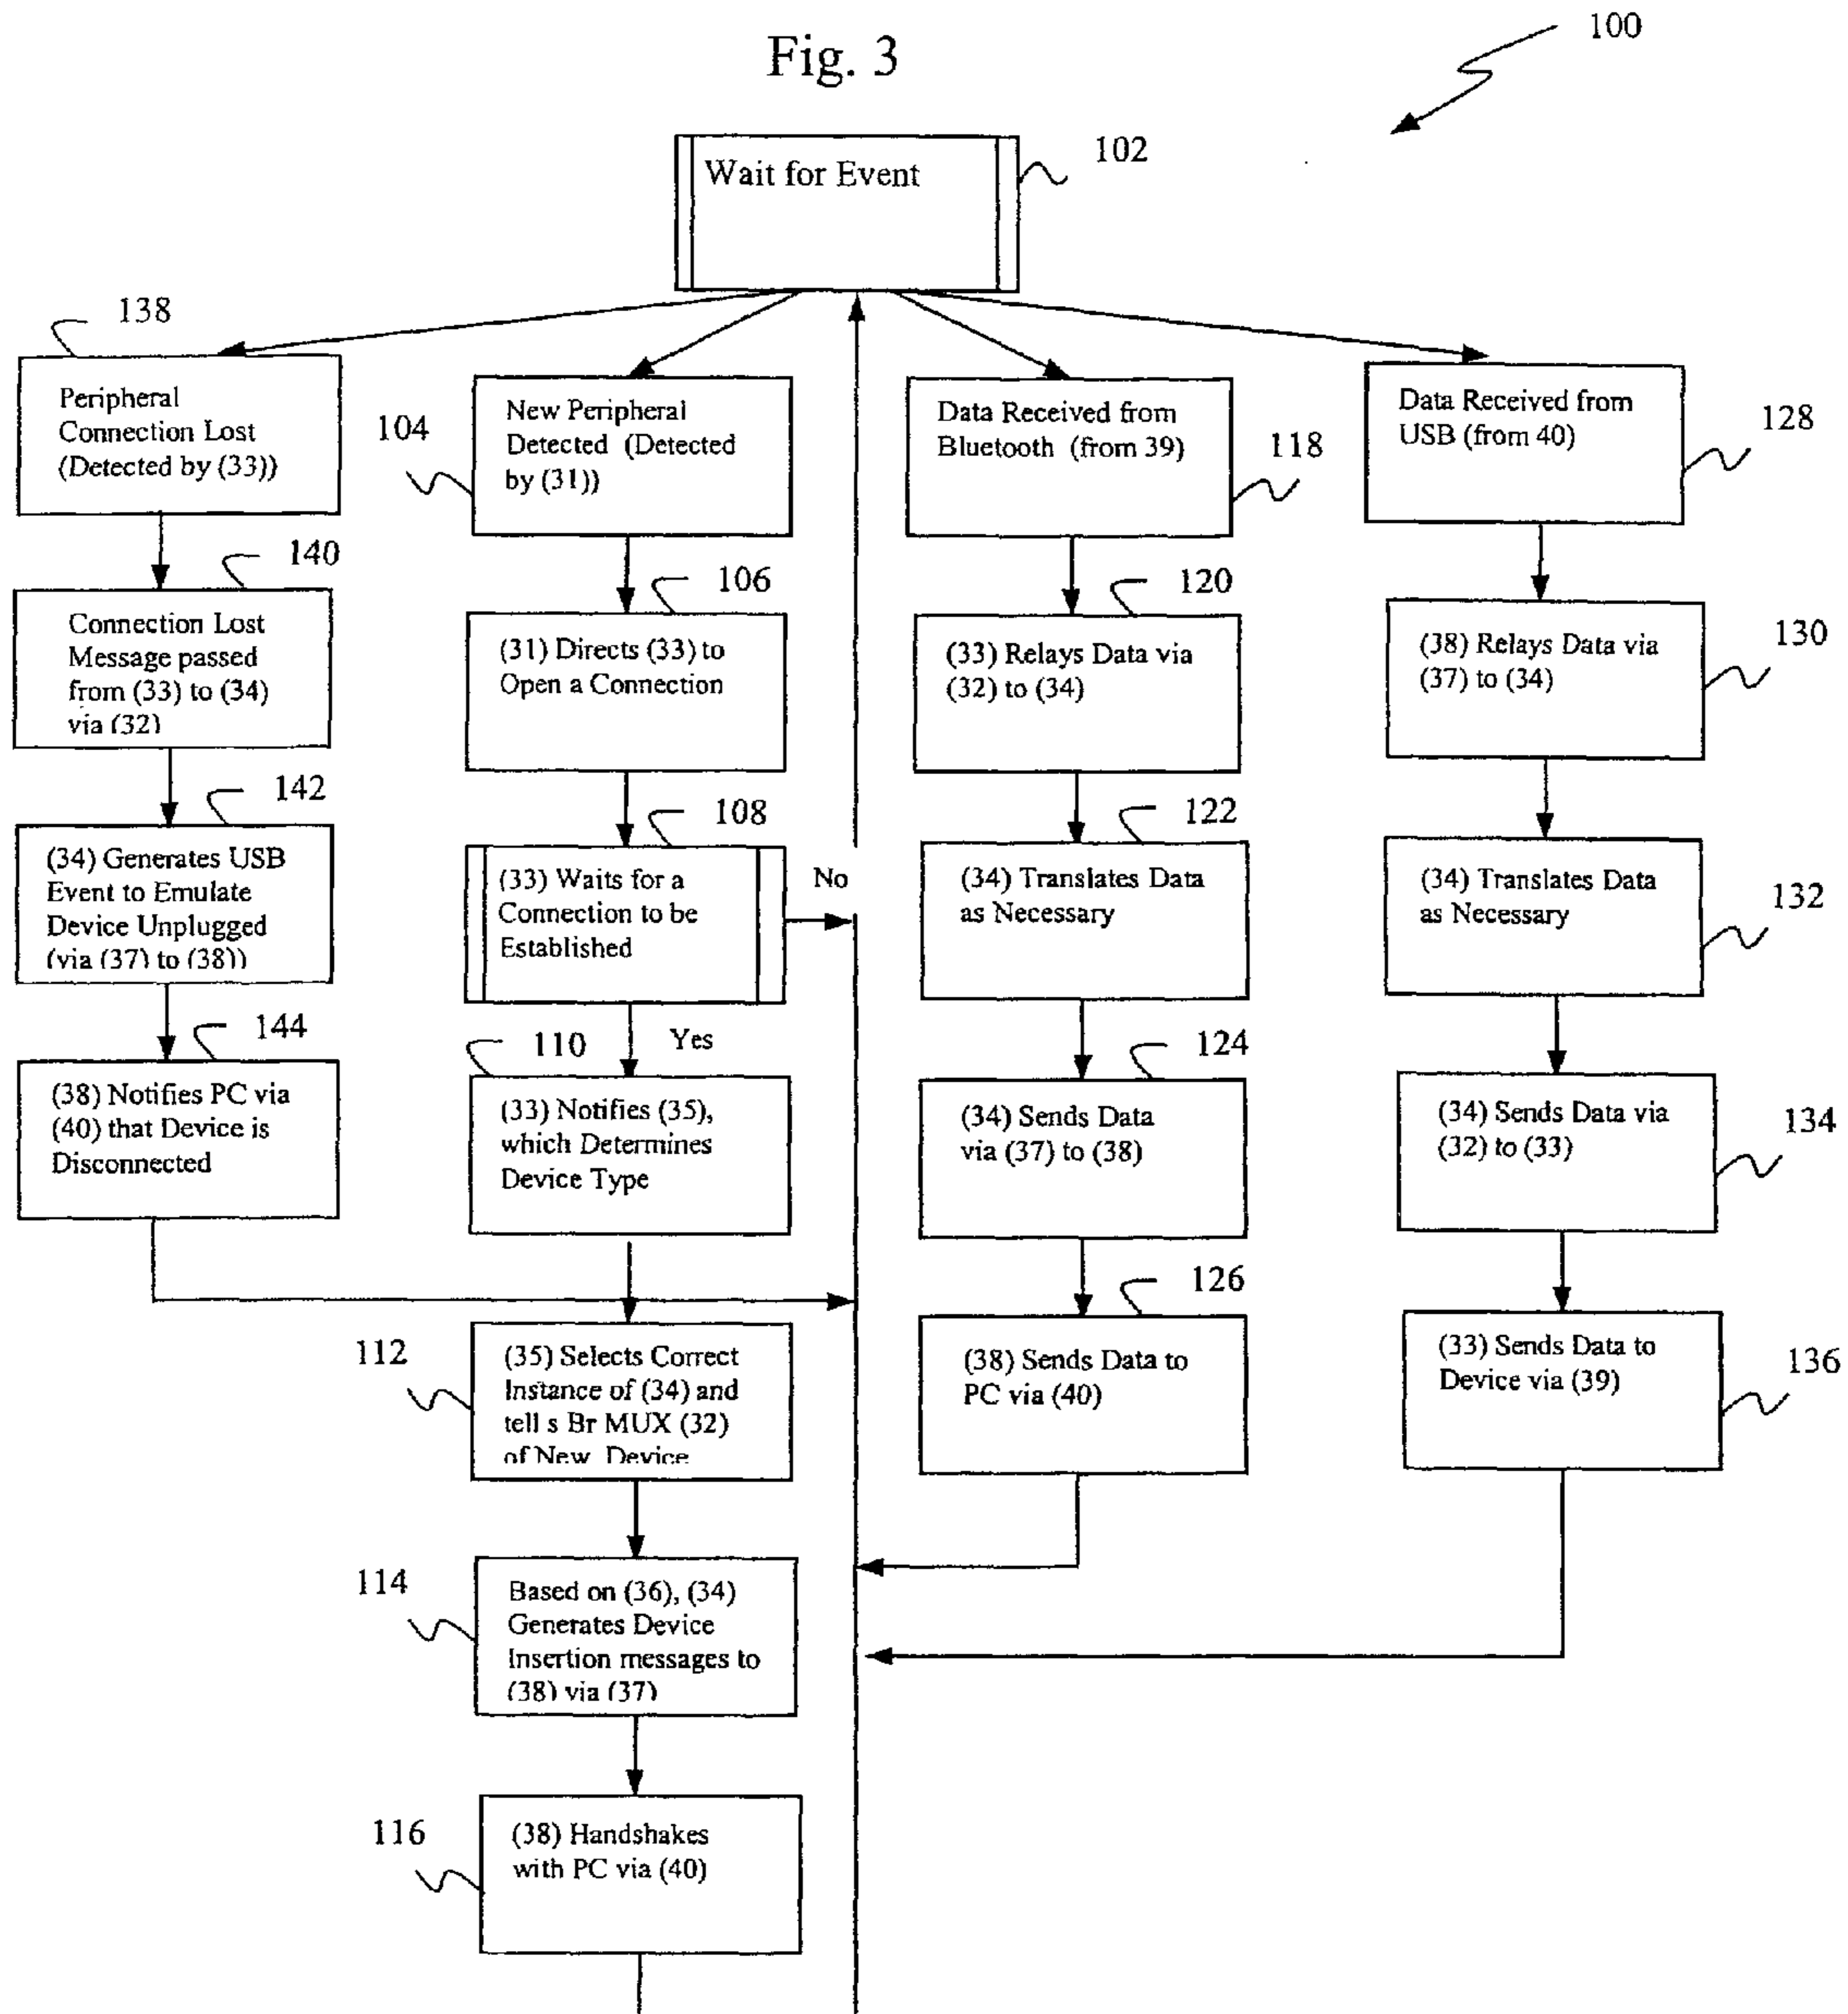 Fig. 3
100
Wait for Event
102
138
Peripheral
Connection Lost
(Detected by (33))
104
New Peripheral
Detected (Detected
by (31))
Data Received from
Bluetooth (from 39)
118
Data Received from
USB (from 40)
128
140
Connection Lost
Message passed
from (33) to (34)
via (32)
106
(31) Directs (33) to
Open a Connection
120
(33) Relays Data via
(32) to (34)
(38) Relays Data via
(37) to (34)
130
142
(34) Generates USB
Event to Emulate
Device Unplugged
(via (37) to (38))
108
(33) Waits for a
Connection to be
Established
No
Yes
122
(34) Translates Data
as Necessary
(34) Translates Data
as Necessary
132
144
(38) Notifies PC via
(40) that Device is
Disconnected
110
(33) Notifies (35),
which Determines
Device Type
124
(34) Sends Data
via (37) to (38)
(34) Sends Data via
(32) to (33)
134
112
(35) Selects Correct
Instance of (34) and
tell s Br MUX (32)
of New Device
126
(38) Sends Data to
PC via (40)
(33) Sends Data to
Device via (39)
136
114
Based on (36), (34)
Generates Device
Insertion messages to
(38) via (37)
116
(38) Handshakes
with PC via (40)